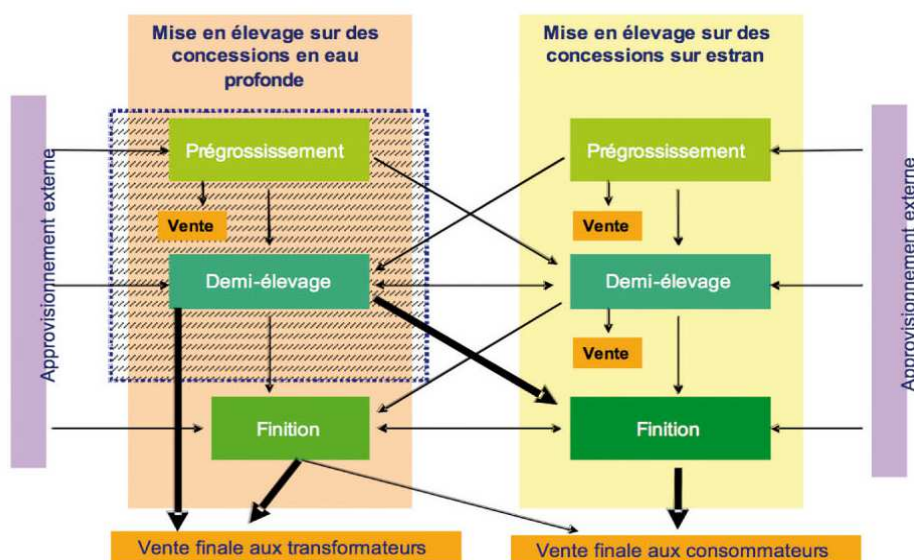 Mise en élevage sur des
concessions en eau
profonde
Mise en élevage sur des
concessions sur estran
Approvisionnement externe
Prégrossissement
Prégrossissement
Approvisionnement externe
Vente
Vente
Demi-élevage
Demi-élevage
Vente
Finition
Finition
Vente finale aux transformateurs
Vente finale aux consommateurs